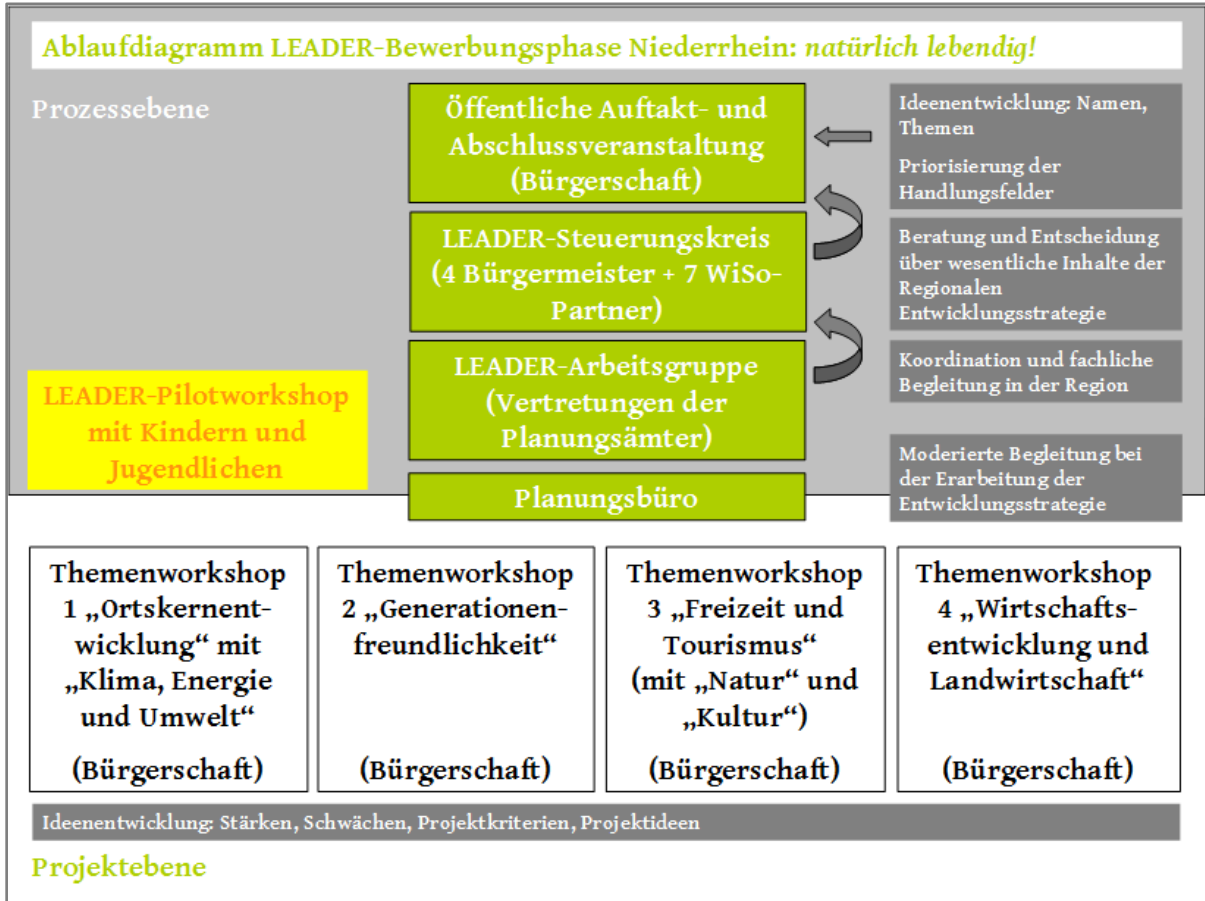 Ablaufdiagramm LEADER-Bewerbungsphase Niederrhein: natürlich lebendig!
Prozessebene
Öffentliche Auftakt- und
Abschlussveranstaltung
(Bürgerschaft)
Ideenentwicklung: Namen,
Themen
Priorisierung der
Handlungsfelder
LEADER-Steuerungskreis
(4 Bürgermeister + 7 WiSo-
Partner)
Beratung und Entscheidung
über wesentliche Inhalte der
Regionalen
Entwicklungsstrategie
LEADER-Arbeitsgruppe
(Vertretungen der
Planungsämter)
Koordination und fachliche
Begleitung in der Region
LEADER-Pilotworkshop
mit Kindern und
Jugendlichen
Planungsbüro
Moderierte Begleitung bei
der Erarbeitung der
Entwicklungsstrategie
Themenworkshop
1 „Ortskernent-
wicklung“ mit
„Klima, Energie
und Umwelt“
(Bürgerschaft)
Themenworkshop
2 „Generationen-
freundlichkeit“
(Bürgerschaft)
Themenworkshop
3 „Freizeit und
Tourismus“
(mit „Natur“ und
„Kultur“)
(Bürgerschaft)
Themenworkshop
4 „Wirtschafts-
entwicklung und
Landwirtschaft“
(Bürgerschaft)
Ideenentwicklung: Stärken, Schwächen, Projektkriterien, Projektideen
Projektebene